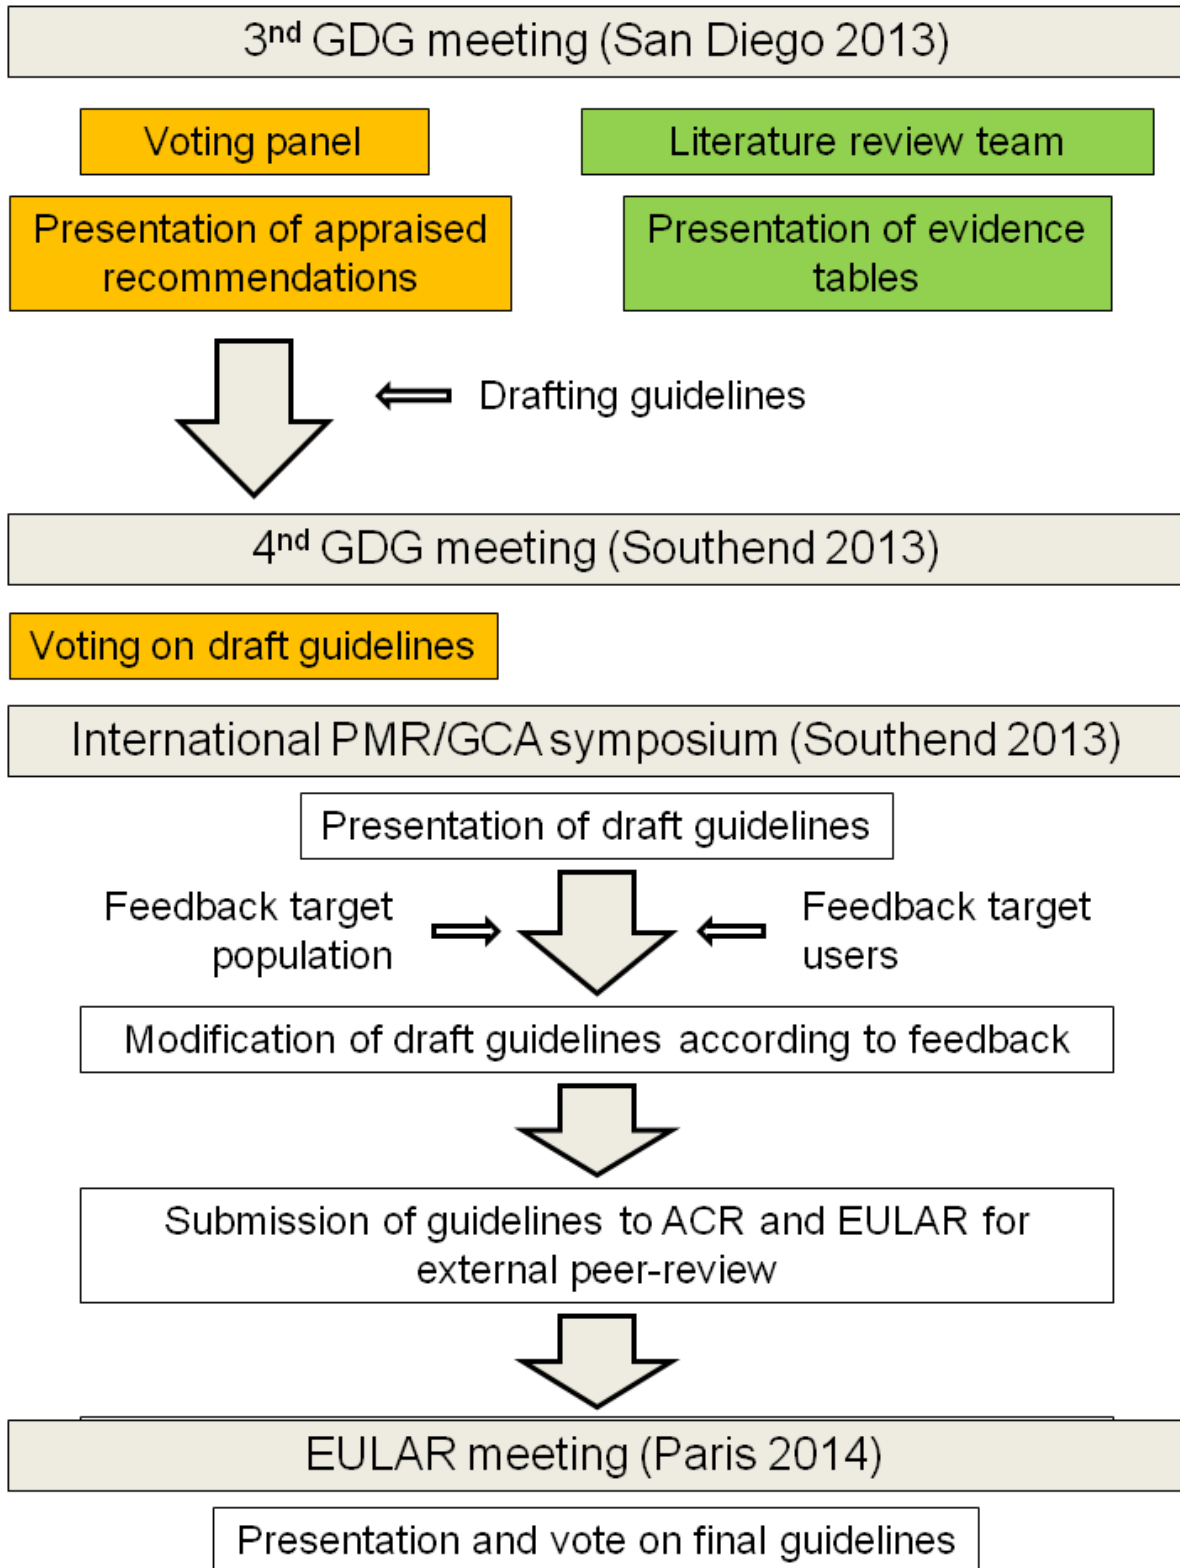 3nd GDG meeting (San Diego 2013)
Voting panel
Literature review team
Presentation of appraised
recommendations
Presentation of evidence
tables
Drafting guidelines
4nd GDG meeting (Southend 2013)
Voting on draft guidelines
International PMR/GCA symposium (Southend 2013)
Presentation of draft guidelines
Feedback target
population
Feedback target
users
Modification of draft guidelines according to feedback
Submission of guidelines to ACR and EULAR for
external peer-review
EULAR meeting (Paris 2014)
Presentation and vote on final guidelines